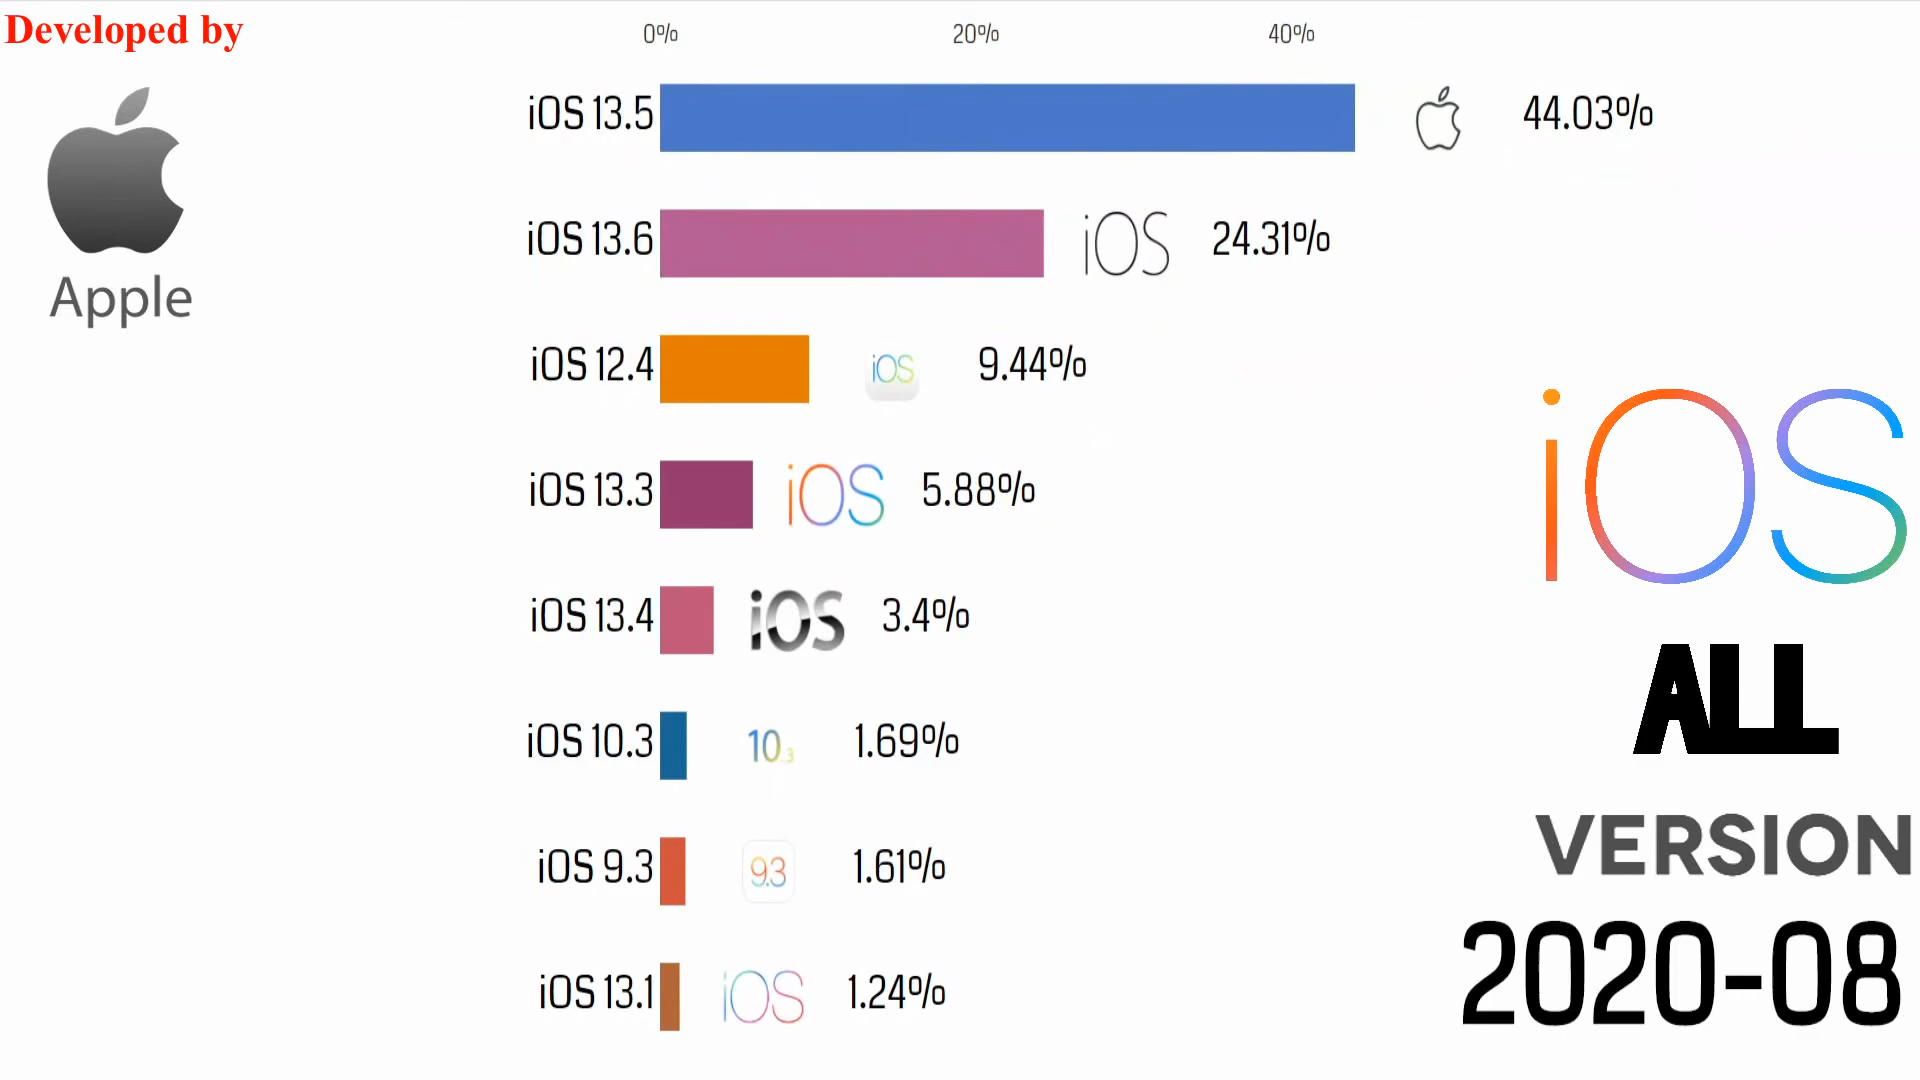 Developed by
0% 20% 40%
iOS 13.5 44.03%
iOS 13.6 iOS 24.31%
iOS 12.4 iOS 9.44%
iOS 13.3 iOS 5.88%
iOS 13.4 iOS 3.4%
iOS 10.3 10.3 1.69%
iOS 9.3 9.3 1.61%
iOS 13.1 iOS 1.24%
Apple
iOS
ALL
VERSION
2020-08